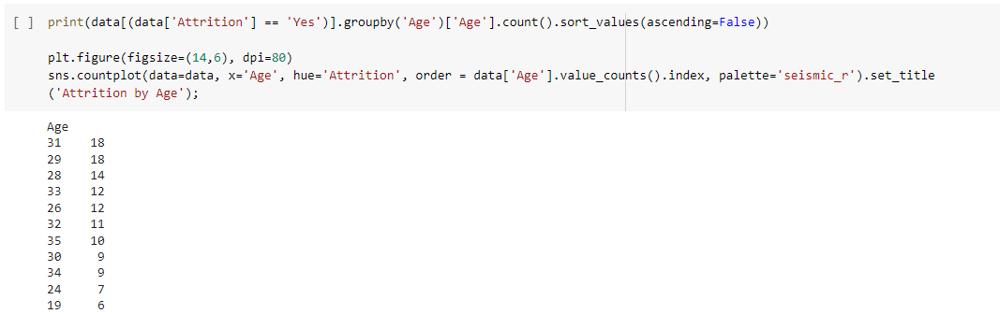 [ ] print(data[(data['Attrition'] == 'Yes')].groupby('Age')['Age'].count().sort_values(ascending=False))
plt.figure(figsize=(14,6), dpi=80)
sns.countplot(data=data, x='Age', hue='Attrition', order = data['Age'].value_counts().index, palette='seismic_r').set_title
('Attrition by Age');
Age
31 18
29 18
28 14
33 12
26 12
32 11
35 10
30 9
34 9
24 7
19 6